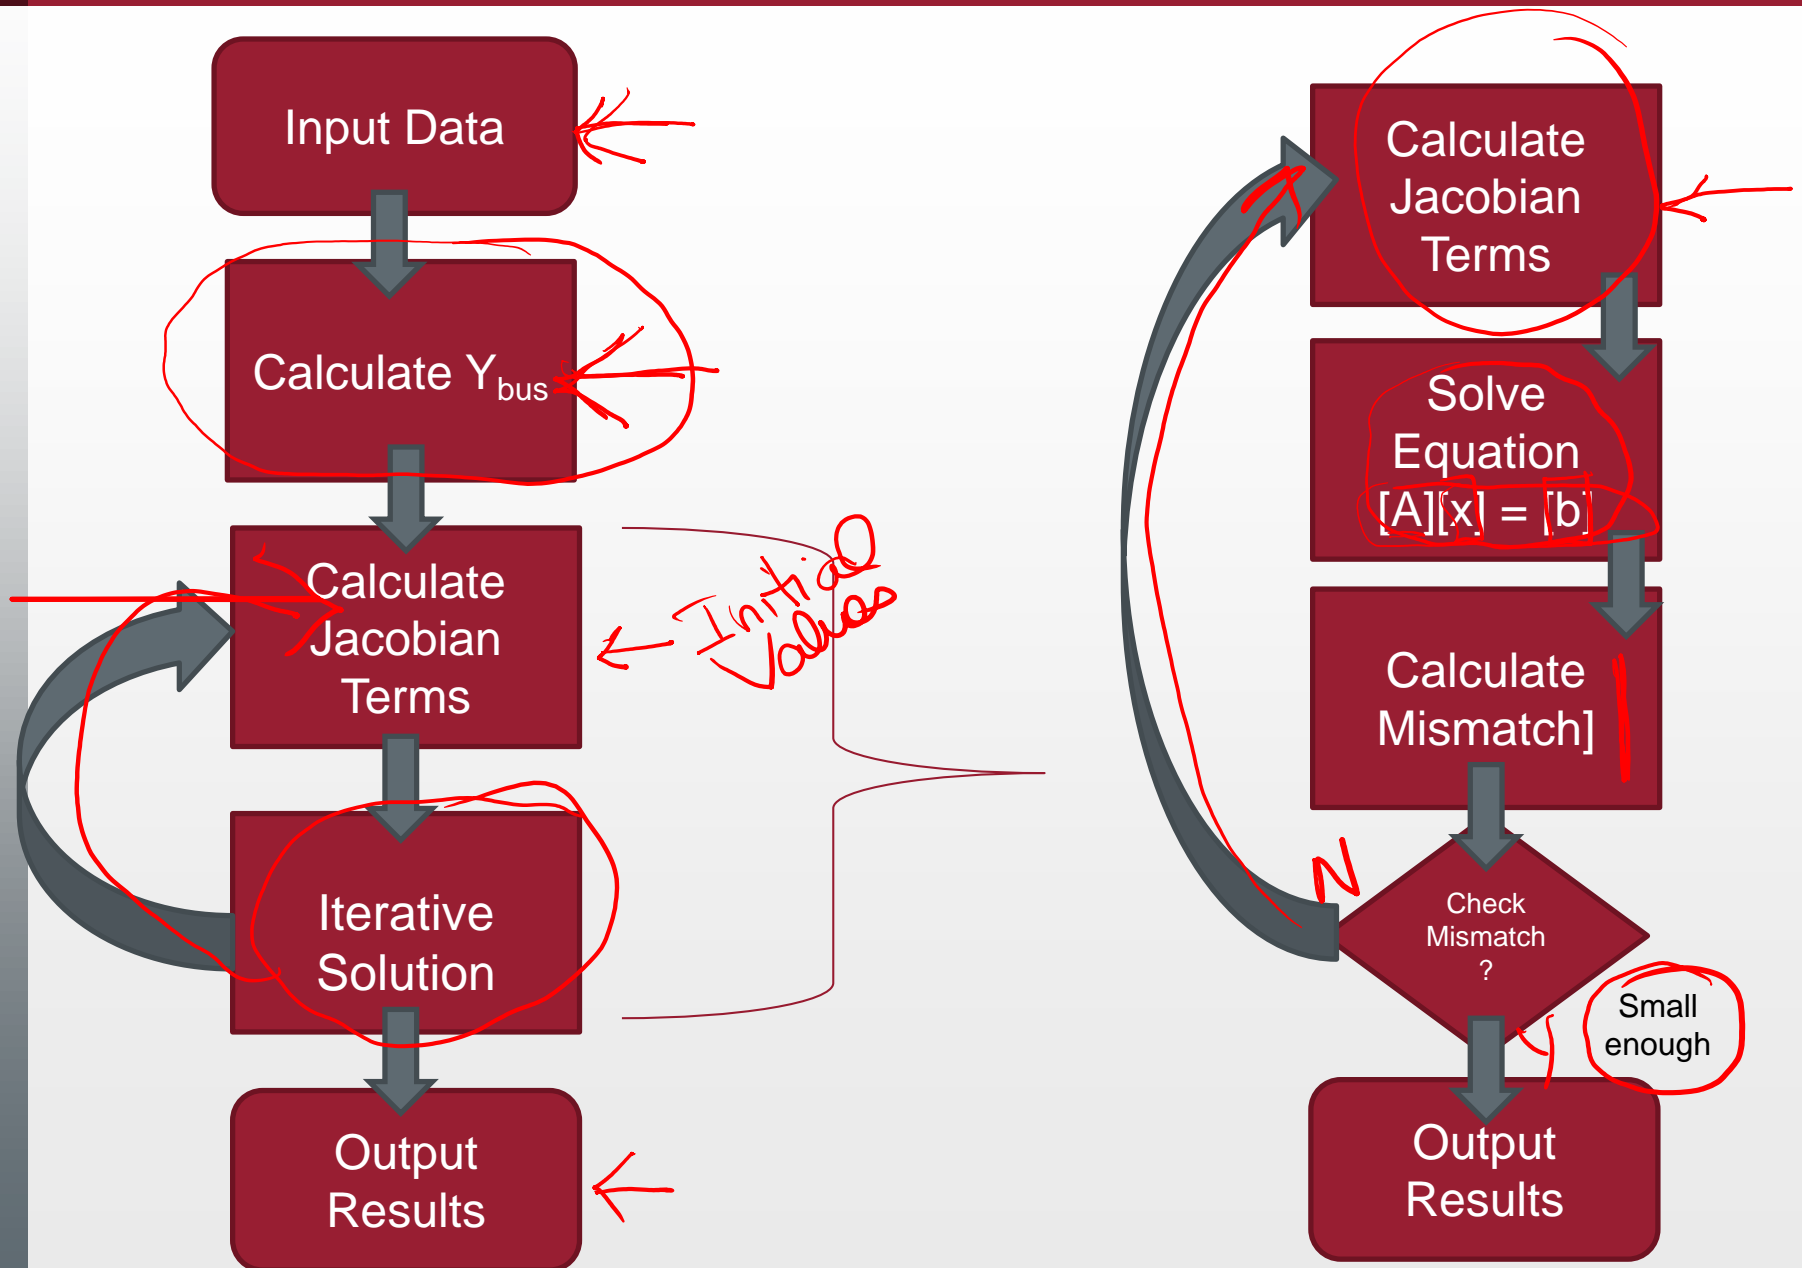 Input Data
Calculate Y_bus
Calculate
Jacobian
Terms
Initial
Values
Iterative
Solution
Output
Results
Calculate
Jacobian
Terms
Solve
Equation
[A][x] = [b]
Calculate
Mismatch]
N
Check
Mismatch
?
Small
enough
Output
Results